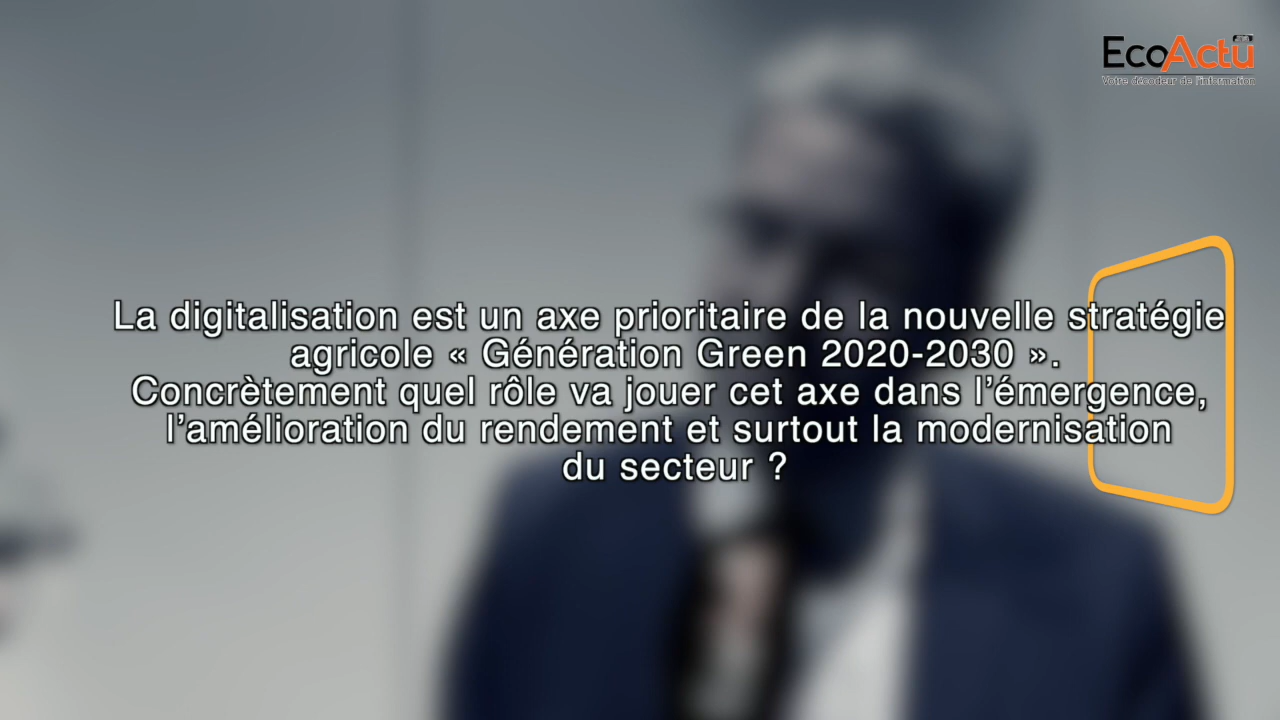 EcoActu
Votre décodeur de l'information
La digitalisation est un axe prioritaire de la nouvelle stratégie
agricole « Génération Green 2020-2030 ».
Concrètement quel rôle va jouer cet axe dans l'émergence,
l'amélioration du rendement et surtout la modernisation
du secteur ?